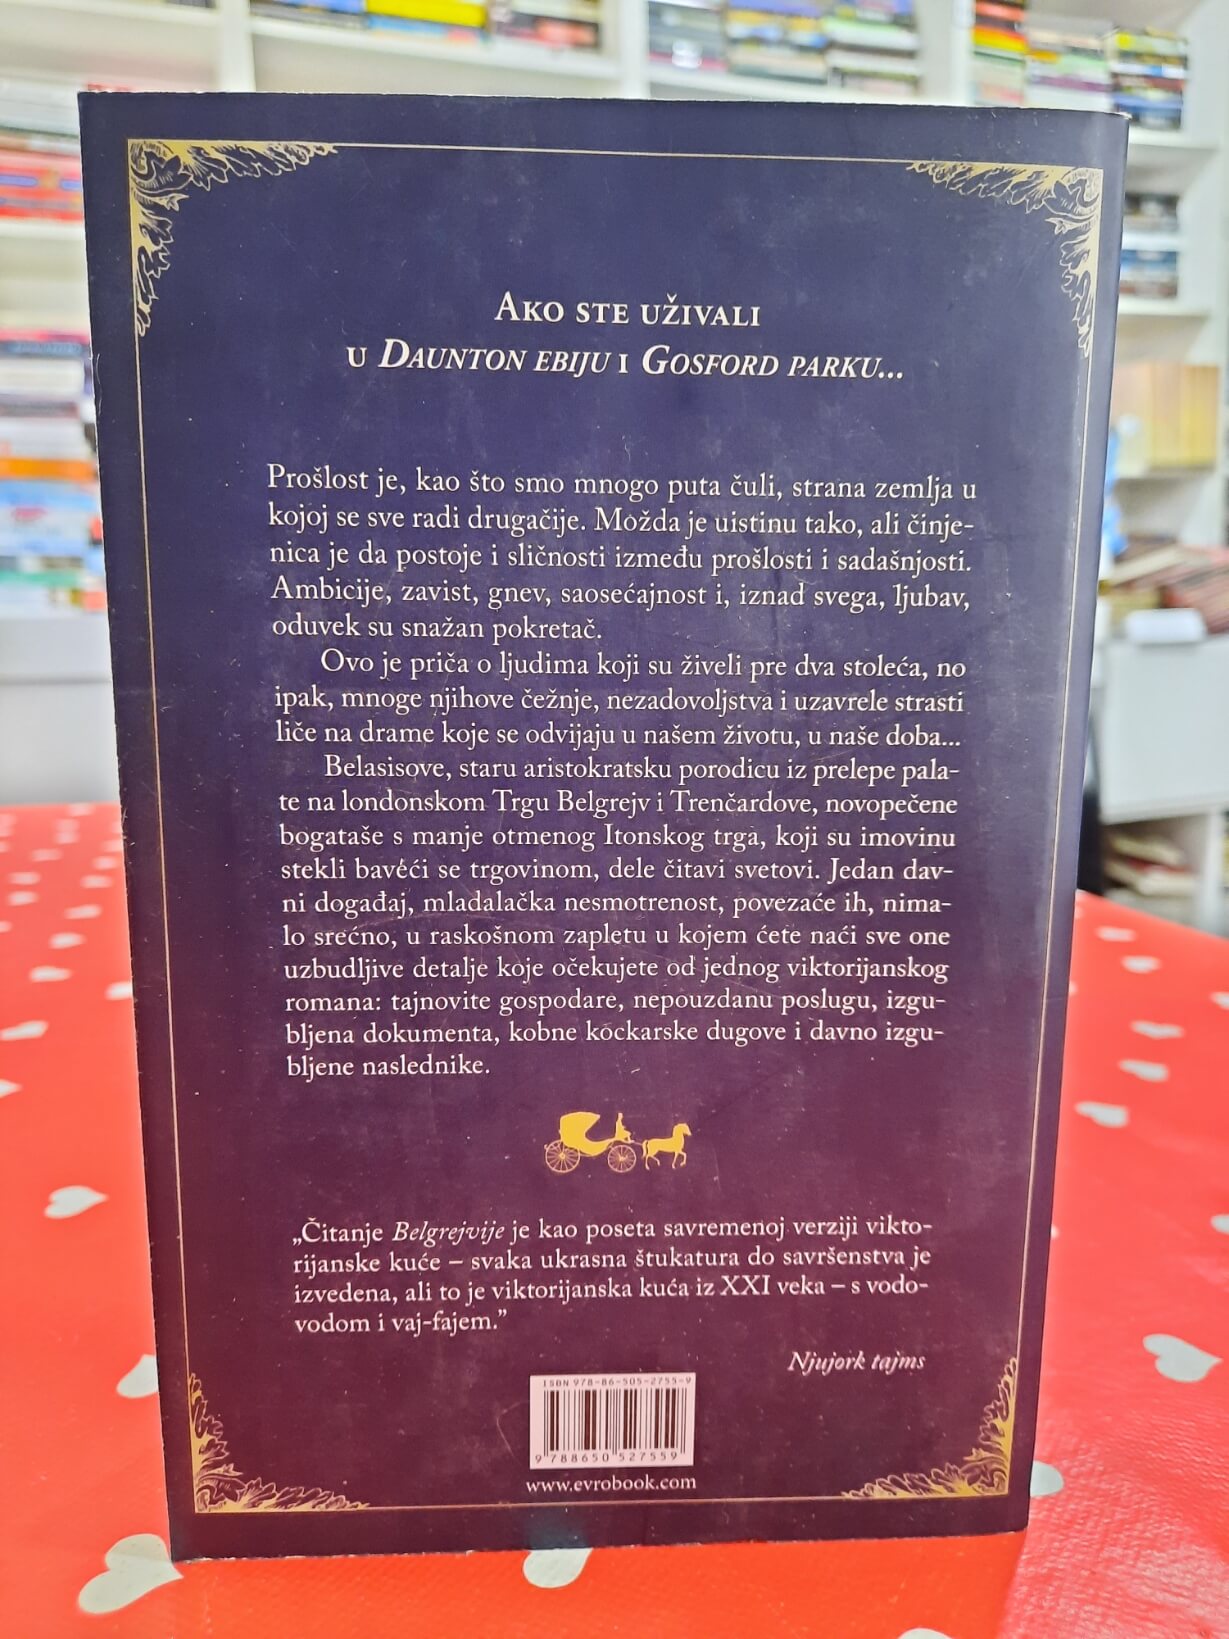 AKO STE UŽIVALI
U DAUNTON EBIJU I GOSFORD PARKU...
Prošlost je, kao što smo mnogo puta čuli, strana zemlja u
kojoj se sve radi drugačije. Možda je uistinu tako, ali činje-
nica je da postoje i sličnosti između prošlosti i sadašnjosti.
Ambicije, zavist, gnev, saosećajnost i, iznad svega, ljubav,
oduvek su snažan pokretač.
Ovo je priča o ljudima koji su živeli pre dva stoleća, no
ipak, mnoge njihove čežnje, nezadovoljstva i uzavrele strasti
liče na drame koje se odvijaju u našem životu, u naše doba...
Belasisove, staru aristokratsku porodicu iz prelepe pala-
te na londonskom Trgu Belgrejv i Trenčardove, novopečene
bogataše s manje otmenog Itonskog trga, koji su imovinu
stekli baveći se trgovinom, dele čitavi svetovi. Jedan dav-
ni događaj, mladalačka nesmotrenost, povezaće ih, nima-
lo srećno, u raskošnom zapletu u kojem ćete naći sve one
uzbudljive detalje koje očekujete od jednog viktorijanskog
romana: tajnovite gospodare, nepouzdanu poslugu, izgu-
bljena dokumenta, kobne kockarske dugove i davno izgu-
bljene naslednike.
„Čitanje Belgrejvije je kao poseta savremenoj verziji vikto-
rijanske kuće – svaka ukrasna štukatura do savršenstva je
izvedena, ali to je viktorijanska kuća iz XXI veka – s vodo-
vodom i vaj-fajem.”
Njujork tajms
ISBN 978-86-505-2755-9
9 788650 527559
www.evrobook.com